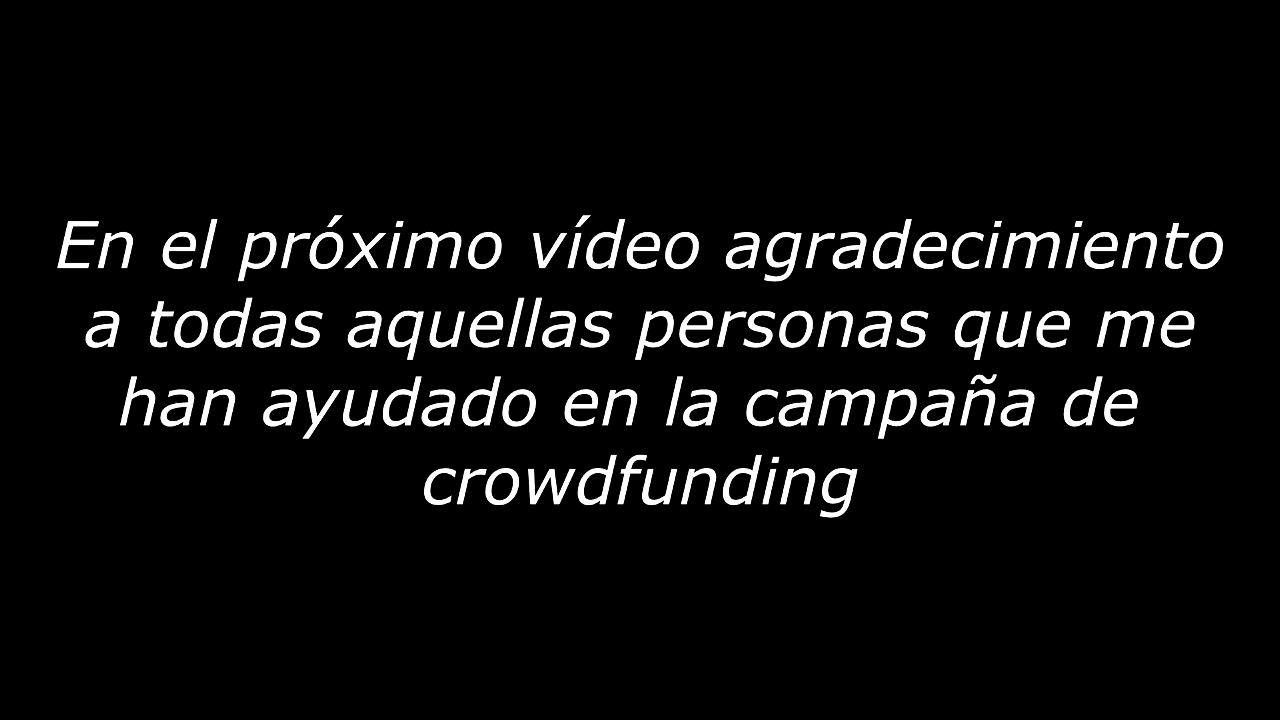 En el próximo vídeo agradecimiento
a todas aquellas personas que me
han ayudado en la campaña de
crowdfunding